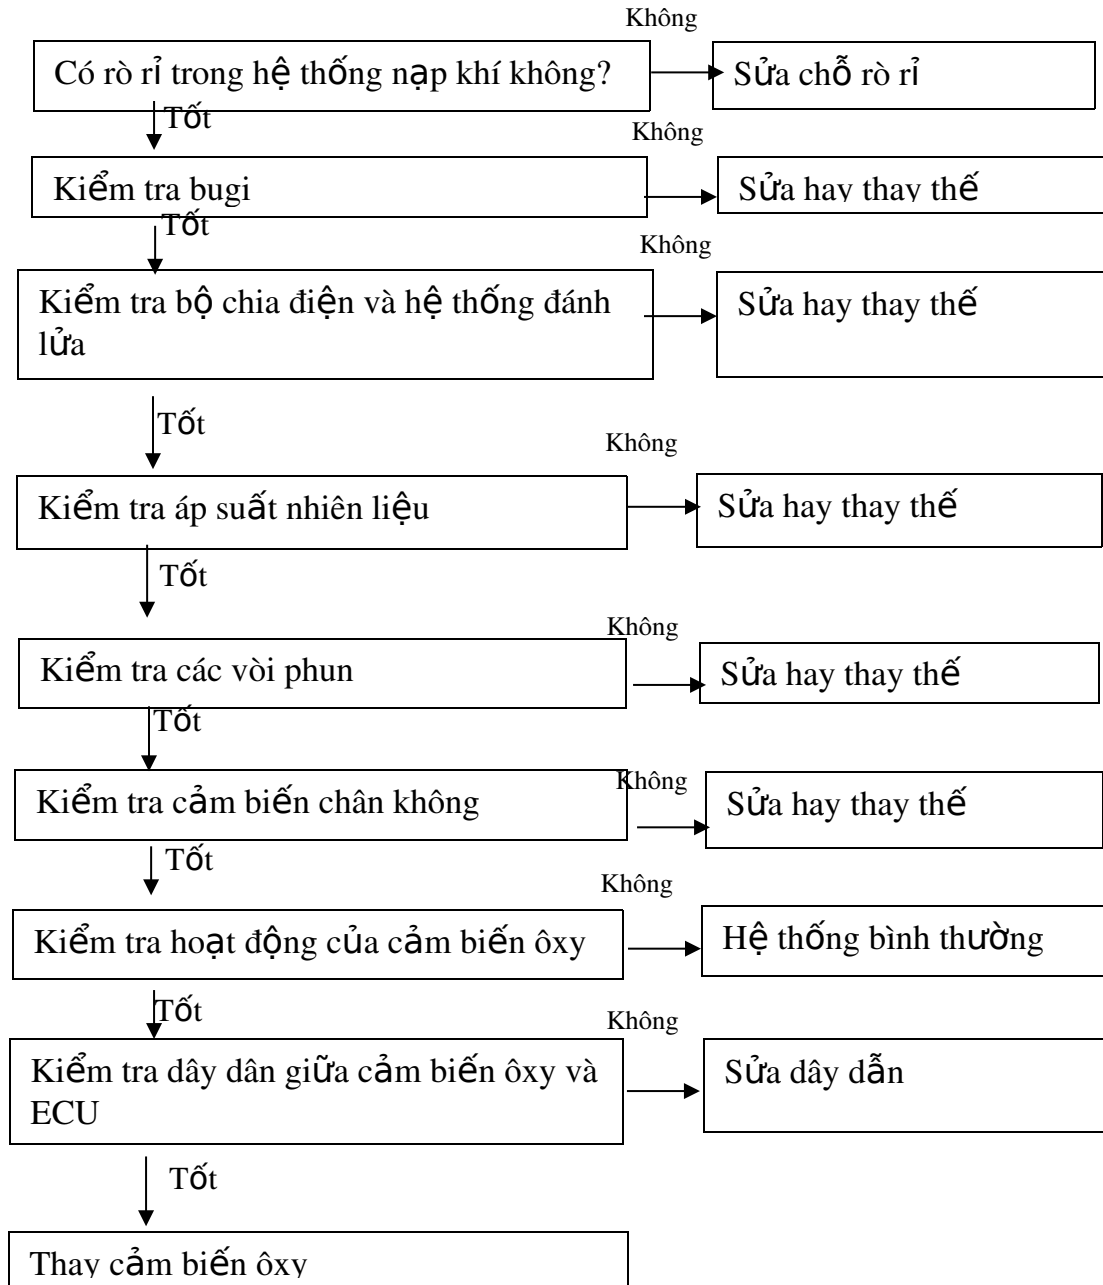 Không
Có rò rỉ trong hệ thống nạp khí không?
Sửa chỗ rò rỉ
Tốt
Không
Kiểm tra bugi
Sửa hay thay thế
Tốt
Không
Kiểm tra bộ chia điện và hệ thống đánh
lửa
Sửa hay thay thế
Tốt
Không
Kiểm tra áp suất nhiên liệu
Sửa hay thay thế
Tốt
Không
Kiểm tra các vòi phun
Sửa hay thay thế
Tốt
Không
Kiểm tra cảm biến chân không
Sửa hay thay thế
Tốt
Không
Kiểm tra hoạt động của cảm biến ôxy
Hệ thống bình thường
Tốt
Không
Kiểm tra dây dân giữa cảm biến ôxy và
ECU
Sửa dây dẫn
Tốt
Thay cảm biến ôxy